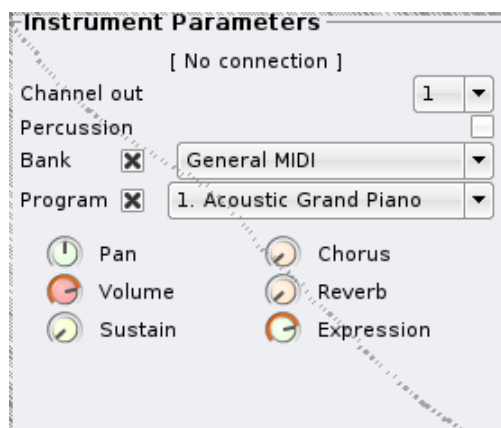 Instrument Parameters
[ No connection ]
Channel out 1
Percussion
Bank General MIDI
Program 1. Acoustic Grand Piano
Pan Chorus
Volume Reverb
Sustain Expression